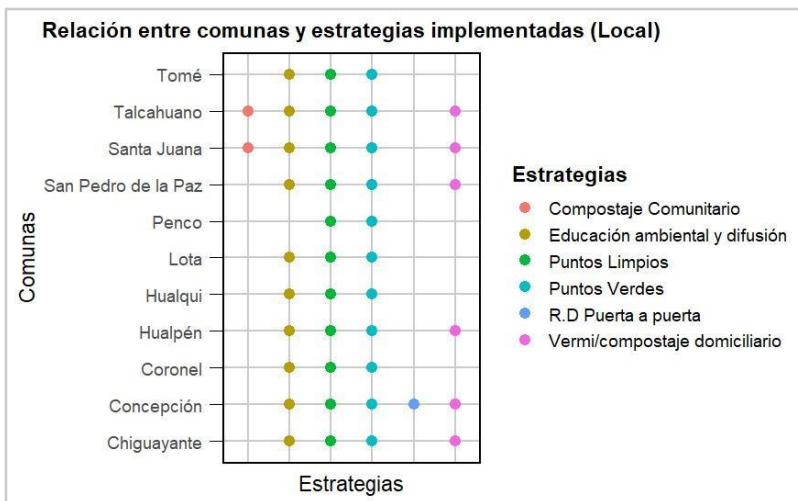 Relación entre comunas y estrategias implementadas (Local)
Comunas
Tomé
Talcahuano
Santa Juana
San Pedro de la Paz
Penco
Lota
Hualqui
Hualpén
Coronel
Concepción
Chiguayante
Estrategias
Estrategias
Compostaje Comunitario
Educación ambiental y difusión
Puntos Limpios
Puntos Verdes
R.D Puerta a puerta
Vermi/compostaje domiciliario